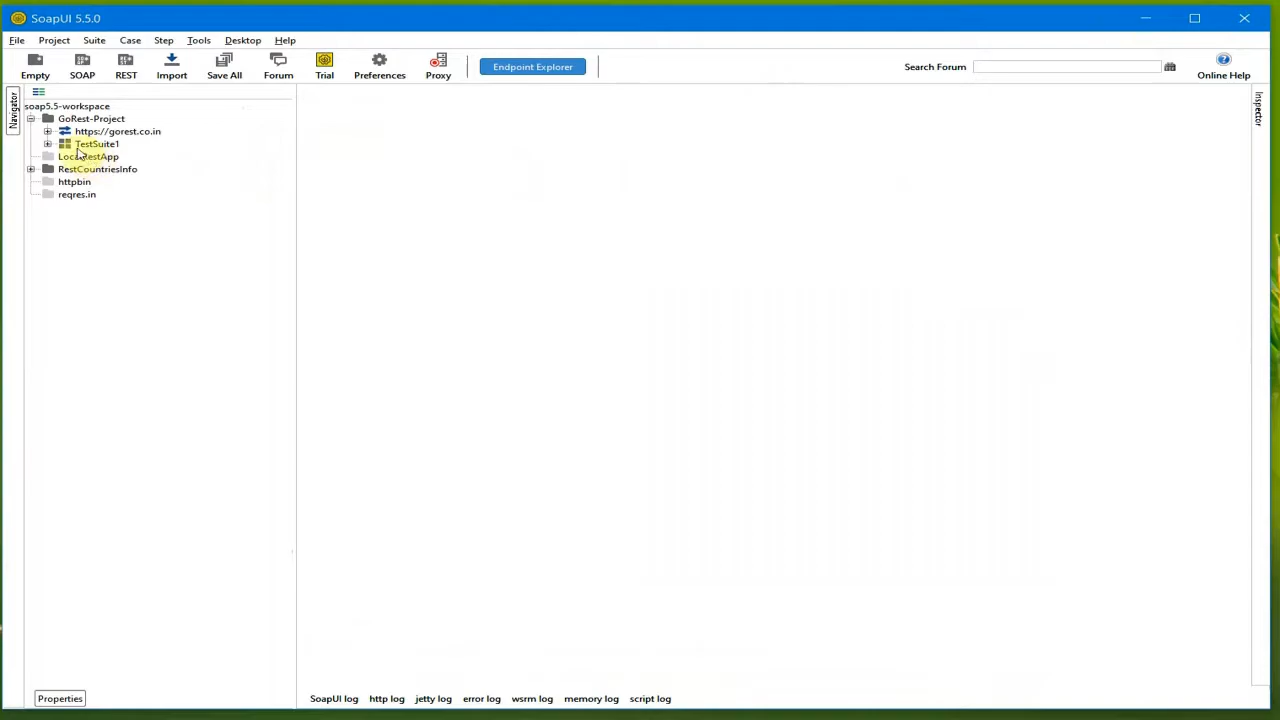 SoapUI 5.5.0
File Project Suite Case Step Tools Desktop Help
Empty SOAP REST Import Save All Forum Trial Preferences Proxy Endpoint Explorer Search Forum Online Help
Navigator
Inspector
soap5.5-workspace
GoRest-Project
https://gorest.co.in
TestSuite1
LocalRestApp
RestCountriesInfo
httpbin
reqres.in
Properties
SoapUI log http log jetty log error log wsrm log memory log script log